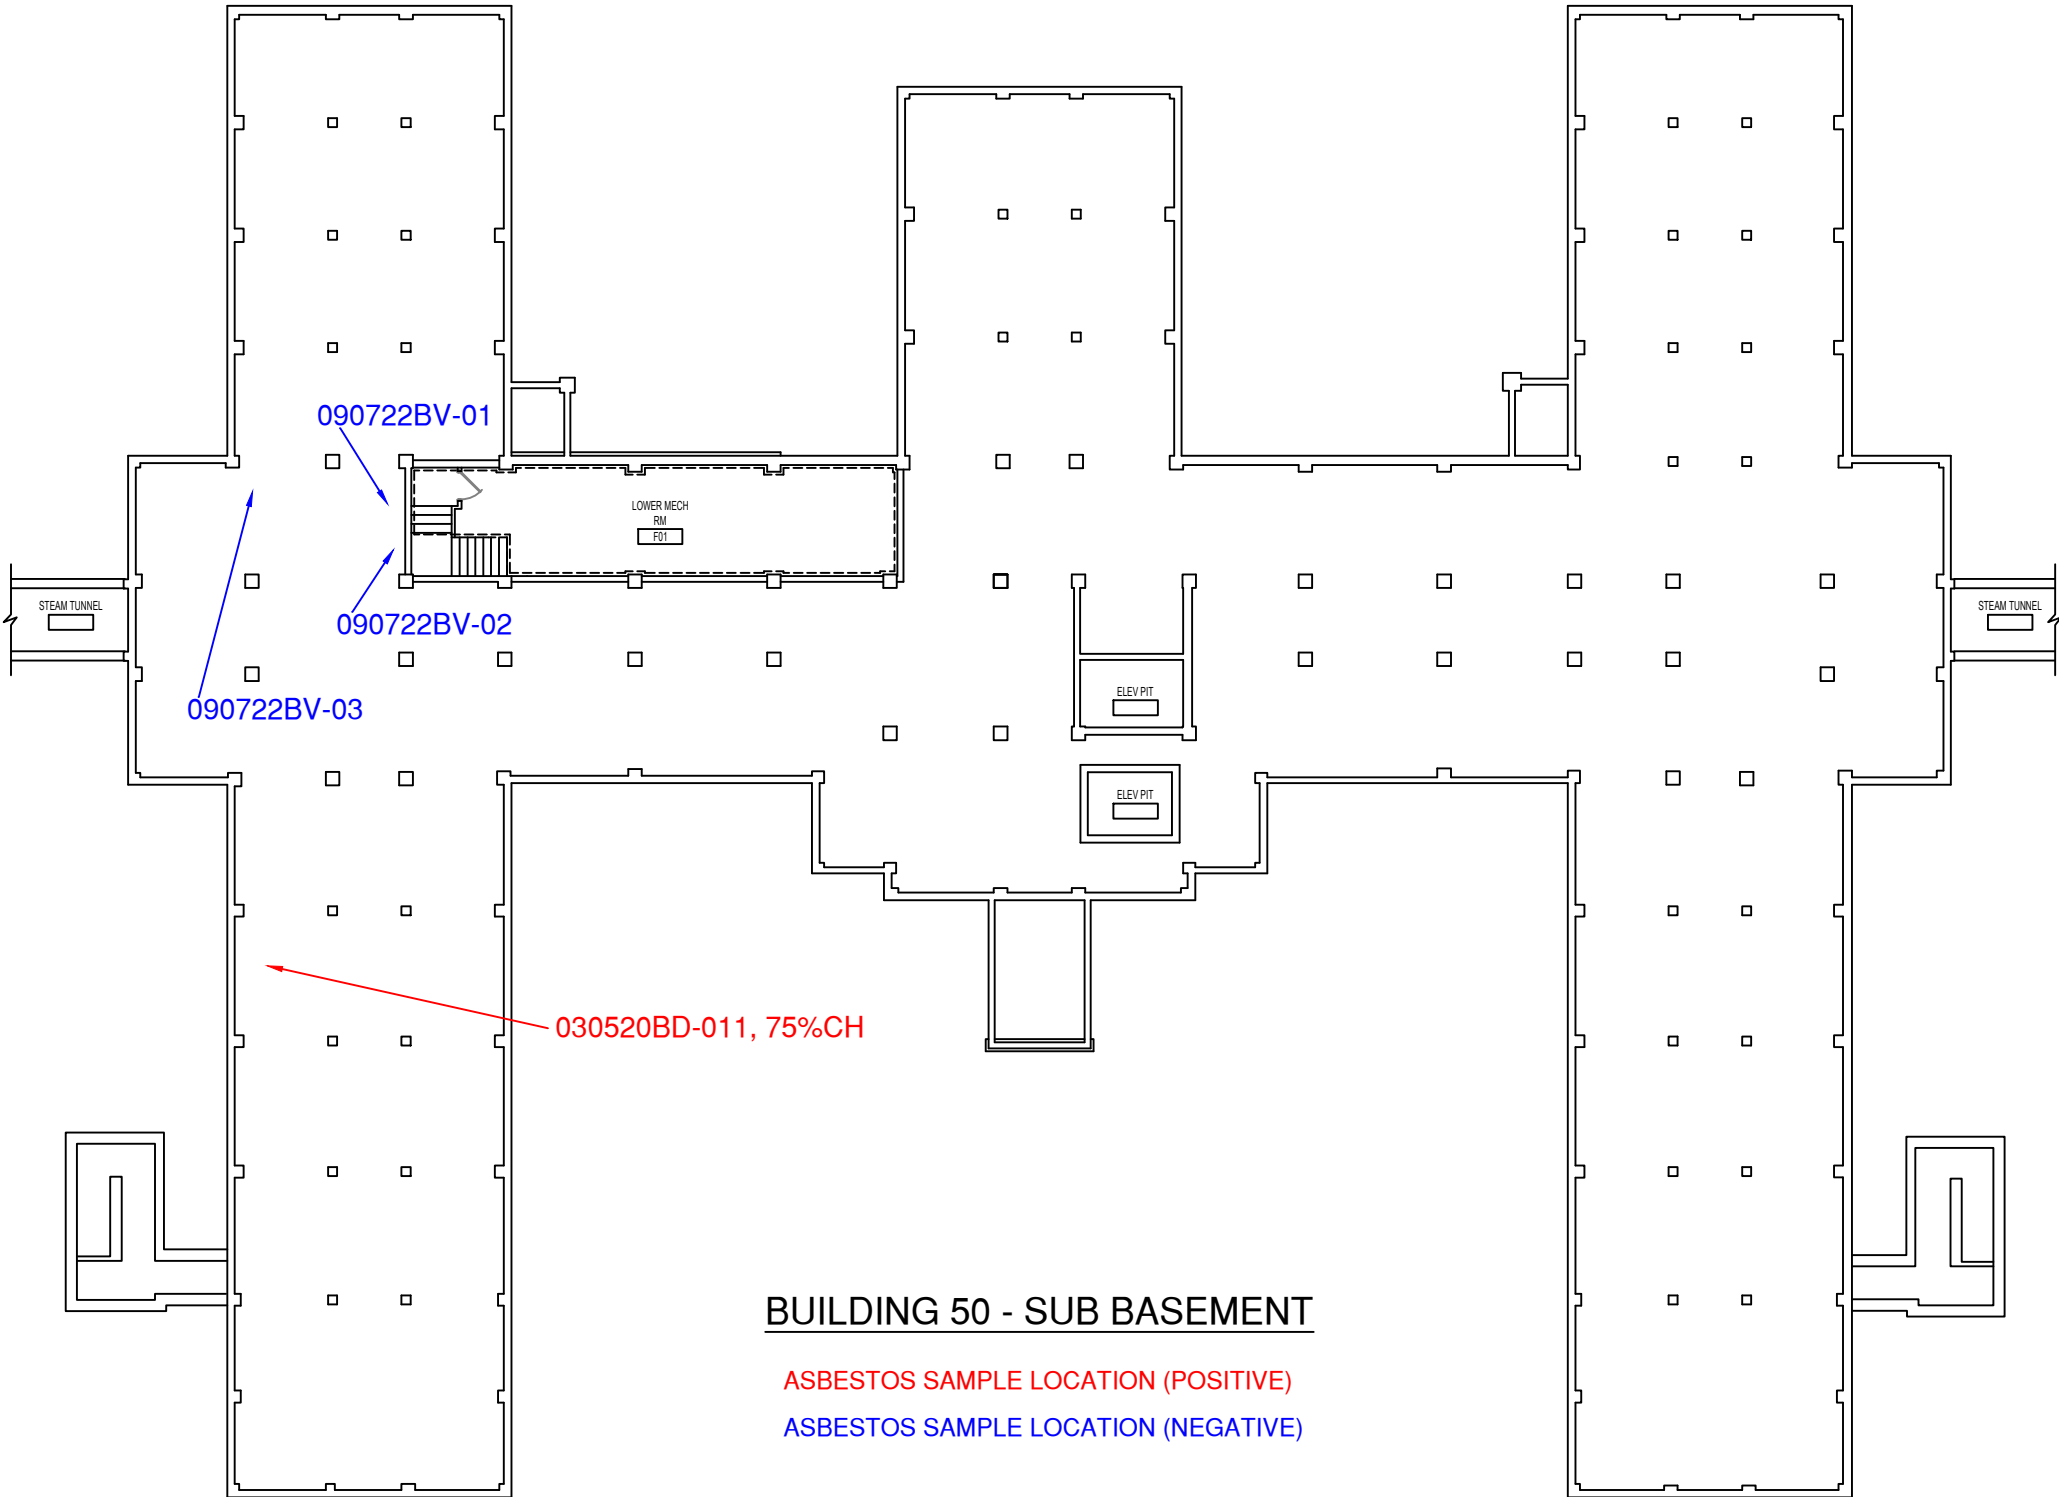 090722BV-01
LOWER MECH
RM
F01
STEAM TUNNEL
STEAM TUNNEL
090722BV-02
090722BV-03
ELEV PIT
ELEV PIT
030520BD-011, 75%CH
BUILDING 50 - SUB BASEMENT
ASBESTOS SAMPLE LOCATION (POSITIVE)
ASBESTOS SAMPLE LOCATION (NEGATIVE)